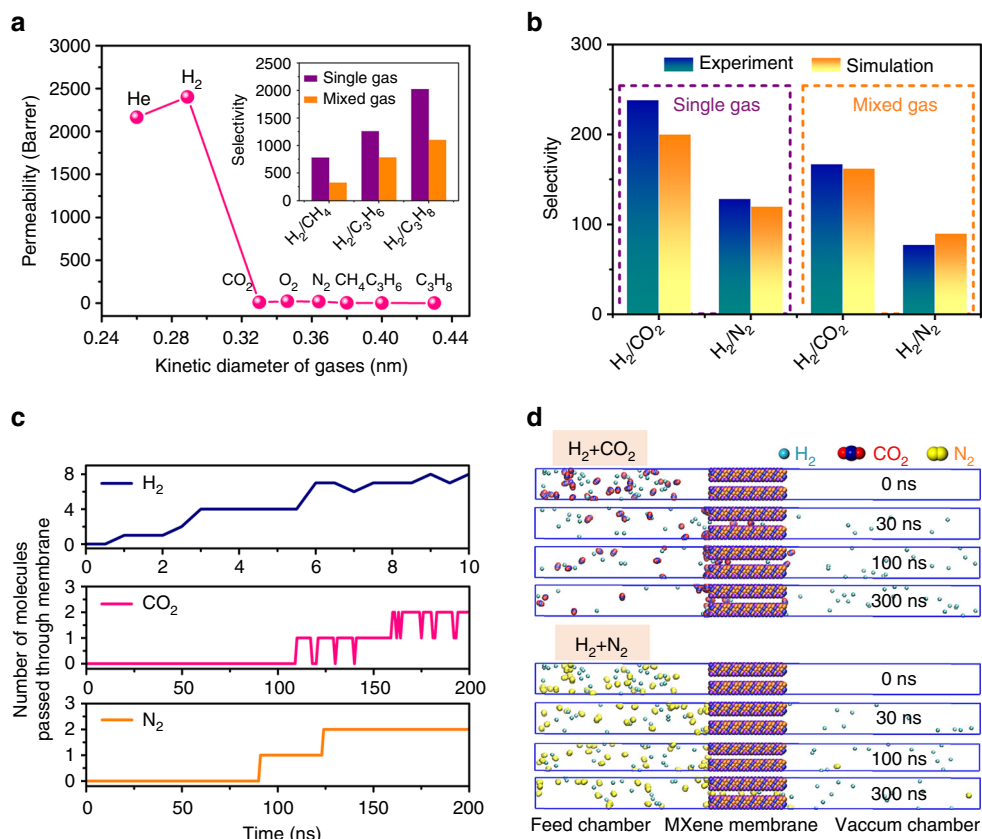 a
Permeability (Barrer)
3000
2500
2000
1500
1000
500
0
0.24 0.28 0.32 0.36 0.40 0.44
Kinetic diameter of gases (nm)
He
H2
CO2 O2 N2 CH4 C3H6 C3H8
Selectivity
2500
2000
1500
1000
500
0
Single gas
Mixed gas
H2/CH4 H2/C3H6 H2/C3H8
b
Selectivity
300
200
100
0
Experiment Simulation
Single gas Mixed gas
H2/CO2 H2/N2 H2/CO2 H2/N2
c
Number of molecules
passed through membrane
8
4
0
H2
0 2 4 6 8 10
3
2
1
0
CO2
0 50 100 150 200
3
2
1
0
N2
0 50 100 150 200
Time (ns)
d
H2+CO2
H2 CO2 N2
0 ns
30 ns
100 ns
300 ns
H2+N2
0 ns
30 ns
100 ns
300 ns
Feed chamber MXene membrane Vaccum chamber